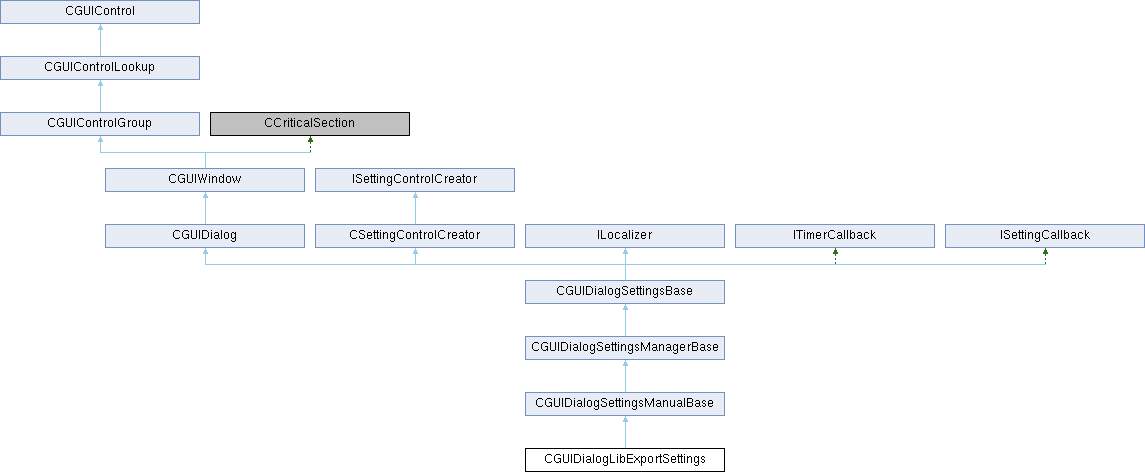 CGUIControl
CGUIControlLookup
CGUIControlGroup
CCriticalSection
CGUIWindow
ISettingControlCreator
CGUIDialog
CSettingControlCreator
ILocalizer
ITimerCallback
ISettingCallback
CGUIDialogSettingsBase
CGUIDialogSettingsManagerBase
CGUIDialogSettingsManualBase
CGUIDialogLibExportSettings